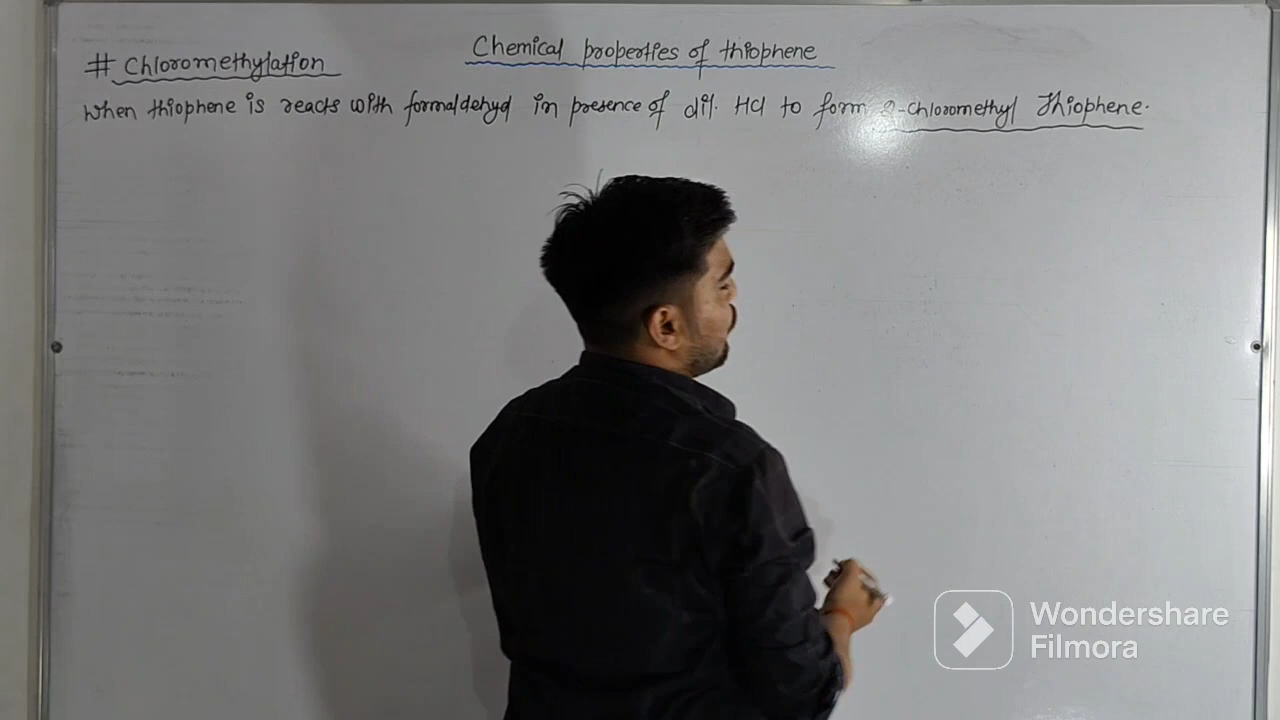 Chemical properties of thiophene
# Chloromethylation
When thiophene is reacts with formaldehyd in presence of dil. HCl to form 2-chloromethyl Thiophene.
Wondershare
Filmora